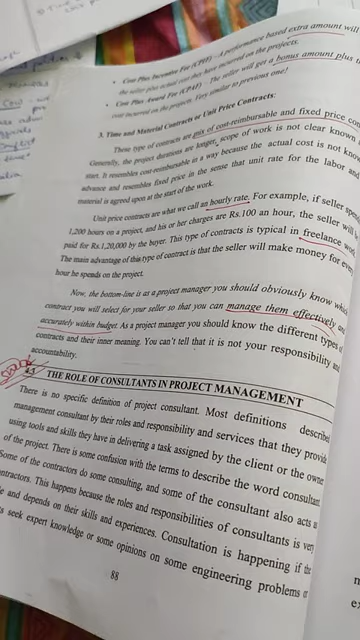 • Cost Plus Incentive Fee (CPIF) -A performance based extra amount will
the seller plus actual cost they have incurred on the projects.
• Cost Plus Award Fee (CPAF) -The seller will get a bonus amount plus
cost incurred on the projects. Very similar to previous one!
3. Time and Material Contracts or Unit Price Contracts:
These type of contracts are mix of cost-reimbursable and fixed price
Generally, the project durations are longer, scope of work is not clear known
start. It resembles cost-reimbursable in a way because the actual cost is not
advance and resembles fixed price in the sense that unit rate for the labor and
material is agreed upon at the start of the work.
Unit price contracts are what we call an hourly rate. For example, if seller
1,200 hours on a project, and his or her charges are Rs.100 an hour, the seller will
paid for Rs.1,20,000 by the buyer. This type of contracts is typical in freelance
The main advantage of this type of contract is that the seller will make money for
hour he spends on the project.
Now, the bottom-line is as a project manager you should obviously know
contract you will select for your seller so that you can manage them effectively
accurately within budget. As a project manager you should know the different types
contracts and their inner meaning. You can't tell that it is not your responsibility
accountability.
THE ROLE OF CONSULTANTS IN PROJECT MANAGEMENT
There is no specific definition of project consultant. Most definitions
management consultant by their roles and responsibility and services that they provide
using tools and skills they have in delivering a task assigned by the client or the
of the project. There is some confusion with the terms to describe the word consultant
Some of the contractors do some consulting, and some of the consultant also acts
This happens because the roles and responsibilities of consultants is very
and depends on their skills and experiences. Consultation is happening if
seek expert knowledge or some opinions on some engineering problems
88